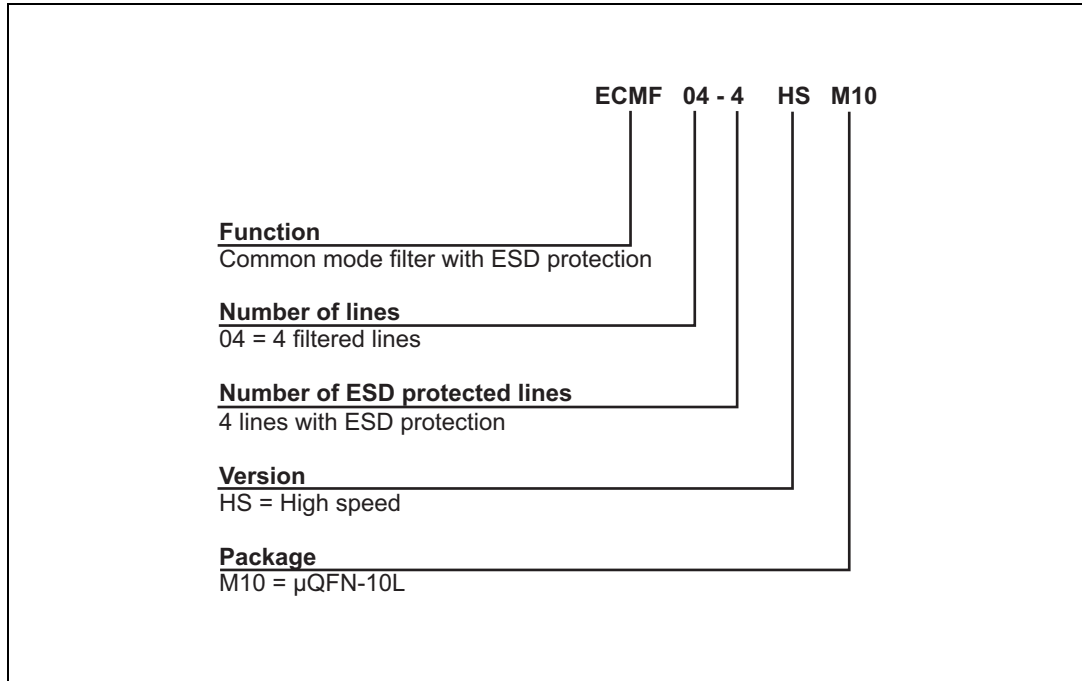 ECMF 04 - 4 HS M10
Function
Common mode filter with ESD protection
Number of lines
04 = 4 filtered lines
Number of ESD protected lines
4 lines with ESD protection
Version
HS = High speed
Package
M10 = µQFN-10L